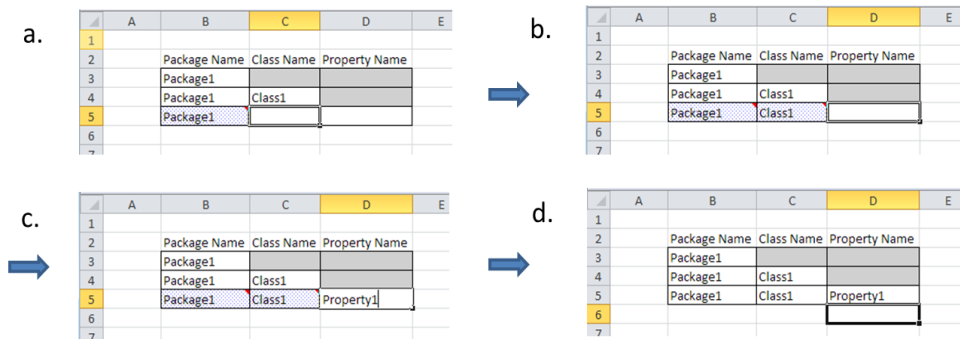 a.
A B C D E
1
2 Package Name Class Name Property Name
3 Package1
4 Package1 Class1
5 Package1
6
7
b.
A B C D E
1
2 Package Name Class Name Property Name
3 Package1
4 Package1 Class1
5 Package1 Class1
6
7
c.
A B C D E
1
2 Package Name Class Name Property Name
3 Package1
4 Package1 Class1
5 Package1 Class1 Property1
6
7
d.
A B C D E
1
2 Package Name Class Name Property Name
3 Package1
4 Package1 Class1
5 Package1 Class1 Property1
6
7